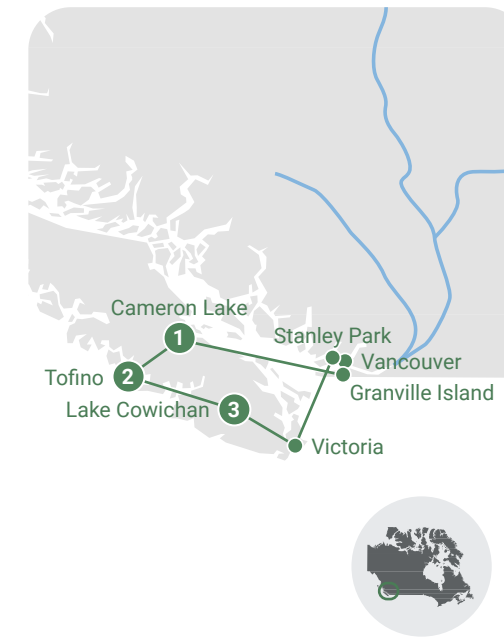 Cameron Lake
1
Stanley Park
Vancouver
Tofino
2
Granville Island
Lake Cowichan
3
Victoria